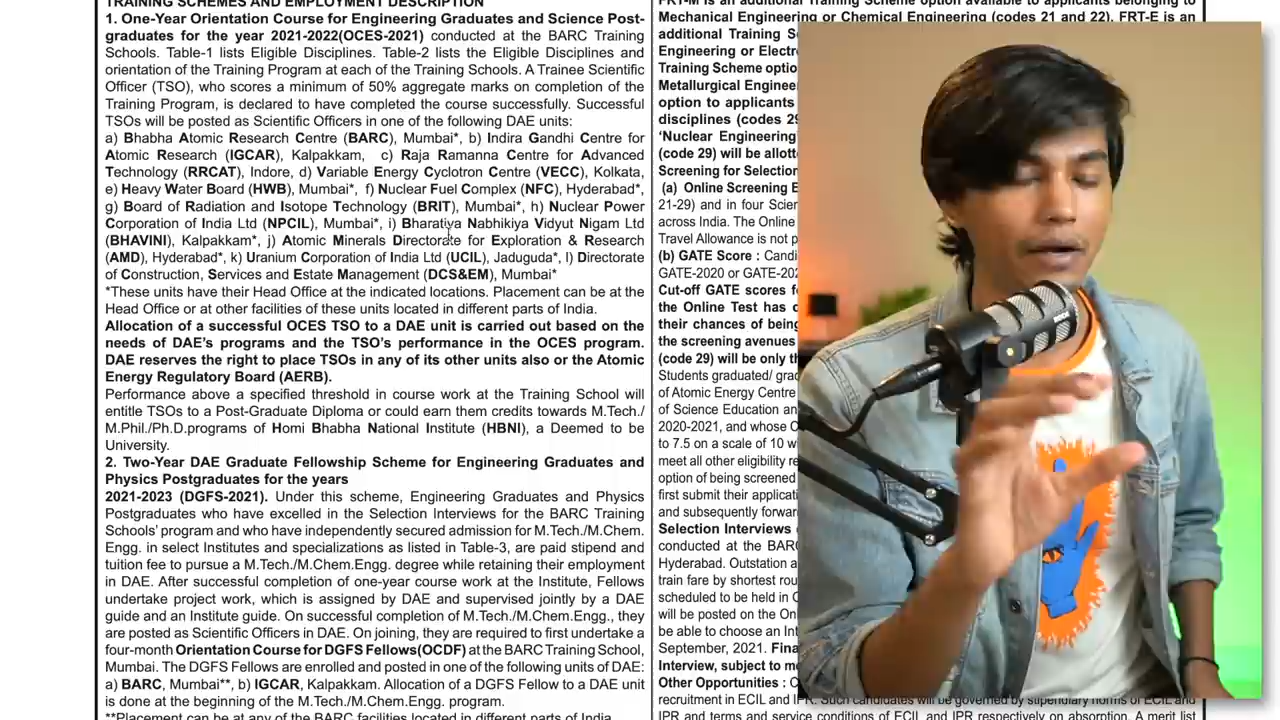 TRAINING SCHEMES AND EMPLOYMENT DESCRIPTION
1. One-Year Orientation Course for Engineering Graduates and Science Post-
graduates for the year 2021-2022(OCES-2021) conducted at the BARC Training
Schools. Table-1 lists Eligible Disciplines. Table-2 lists the Eligible Disciplines and
orientation of the Training Program at each of the Training Schools. A Trainee Scientific
Officer (TSO), who scores a minimum of 50% aggregate marks on completion of the
Training Program, is declared to have completed the course successfully. Successful
TSOs will be posted as Scientific Officers in one of the following DAE units:
a) Bhabha Atomic Research Centre (BARC), Mumbai*, b) Indira Gandhi Centre for
Atomic Research (IGCAR), Kalpakkam, c) Raja Ramanna Centre for Advanced
Technology (RRCAT), Indore, d) Variable Energy Cyclotron Centre (VECC), Kolkata,
e) Heavy Water Board (HWB), Mumbai*, f) Nuclear Fuel Complex (NFC), Hyderabad*,
g) Board of Radiation and Isotope Technology (BRIT), Mumbai*, h) Nuclear Power
Corporation of India Ltd (NPCIL), Mumbai*, i) Bharatiya Nabhikiya Vidyut Nigam Ltd
(BHAVINI), Kalpakkam*, j) Atomic Minerals Directorate for Exploration & Research
(AMD), Hyderabad*, k) Uranium Corporation of India Ltd (UCIL), Jaduguda*, l) Directorate
of Construction, Services and Estate Management (DCS&EM), Mumbai*
*These units have their Head Office at the indicated locations. Placement can be at the
Head Office or at other facilities of these units located in different parts of India.
Allocation of a successful OCES TSO to a DAE unit is carried out based on the
needs of DAE's programs and the TSO's performance in the OCES program.
DAE reserves the right to place TSOs in any of its other units also or the Atomic
Energy Regulatory Board (AERB).
Performance above a specified threshold in course work at the Training School will
entitle TSOs to a Post-Graduate Diploma or could earn them credits towards M.Tech./
M.Phil./Ph.D.programs of Homi Bhabha National Institute (HBNI), a Deemed to be
University.
2. Two-Year DAE Graduate Fellowship Scheme for Engineering Graduates and
Physics Postgraduates for the years
2021-2023 (DGFS-2021). Under this scheme, Engineering Graduates and Physics
Postgraduates who have excelled in the Selection Interviews for the BARC Training
Schools' program and who have independently secured admission for M.Tech./M.Chem.
Engg. in select Institutes and specializations as listed in Table-3, are paid stipend and
tuition fee to pursue a M.Tech./M.Chem.Engg. degree while retaining their employment
in DAE. After successful completion of one-year course work at the Institute, Fellows
undertake project work, which is assigned by DAE and supervised jointly by a DAE
guide and an Institute guide. On successful completion of M.Tech./M.Chem.Engg., they
are posted as Scientific Officers in DAE. On joining, they are required to first undertake a
four-month Orientation Course for DGFS Fellows(OCDF) at the BARC Training School,
Mumbai. The DGFS Fellows are enrolled and posted in one of the following units of DAE:
a) BARC, Mumbai**, b) IGCAR, Kalpakkam. Allocation of a DGFS Fellow to a DAE unit
is done at the beginning of the M.Tech./M.Chem.Engg. program.
**Placement can be at any of the BARC facilities located in different parts of India
FRT-M is an additional Training Scheme option available to applicants belonging to
Mechanical Engineering or Chemical Engineering (codes 21 and 22). FRT-E is an
additional Training
Engineering or
Training Scheme
Metallurgical
option to applicants
disciplines (codes
'Nuclear Engineering'
(code 29) will be
Screening for
(a) Online Screening
21-29) and in four
across India. The Online
Travel Allowance is not
(b) GATE Score :
GATE-2020 or
Cut-off GATE scores
the Online Test has
their chances of being
the screening avenues
(code 29) will be only
Students graduated/
of Atomic Energy Centre
of Science Education
2020-2021, and whose
to 7.5 on a scale of 10
meet all other eligibility
option of being screened
first submit their
and subsequently
Selection Interviews
conducted at the
Hyderabad. Outstation
train fare by shortest
scheduled to be held in
will be posted on the
be able to choose an
September, 2021.
Interview, subject to
Other Opportunities :
recruitment in ECIL and IPR. Such candidates will be governed by stipendiary norms of ECIL and
IPR and terms and service conditions of ECIL and IPR respectively on absorption. A merit list